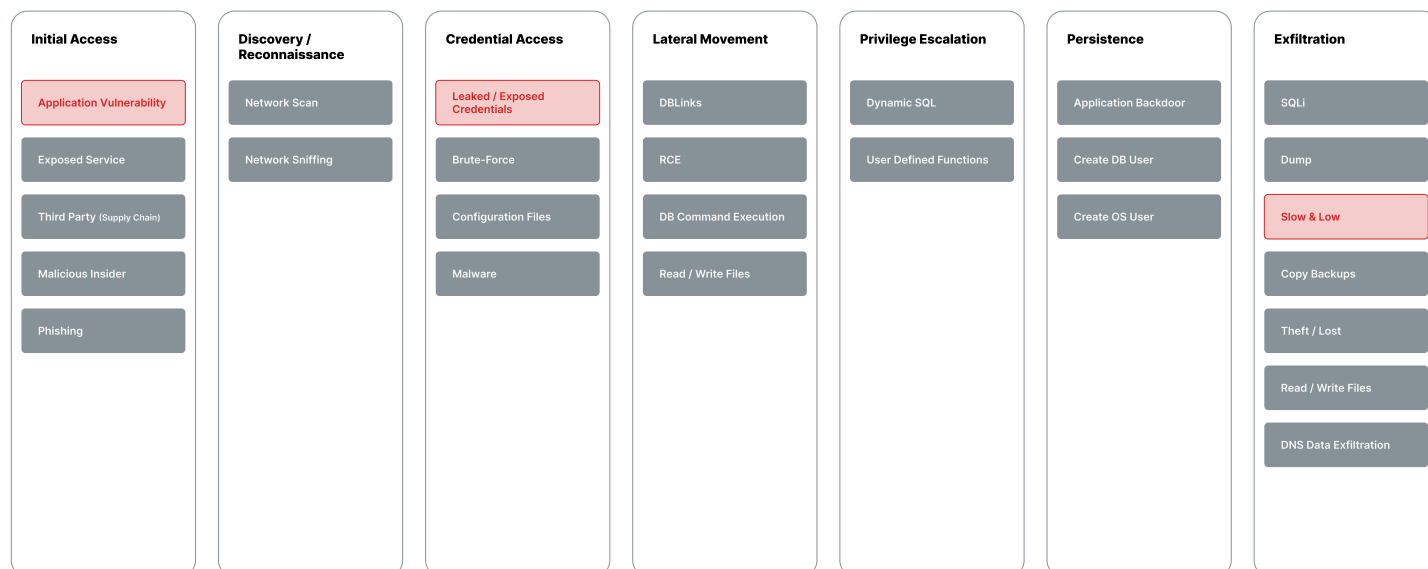 Initial Access
Application Vulnerability
Exposed Service
Third Party (Supply Chain)
Malicious Insider
Phishing
Discovery /
Reconnaissance
Network Scan
Network Sniffing
Credential Access
Leaked / Exposed
Credentials
Brute-Force
Configuration Files
Malware
Lateral Movement
DBLinks
RCE
DB Command Execution
Read / Write Files
Privilege Escalation
Dynamic SQL
User Defined Functions
Persistence
Application Backdoor
Create DB User
Create OS User
Exfiltration
SQLi
Dump
Slow & Low
Copy Backups
Theft / Lost
Read / Write Files
DNS Data Exfiltration